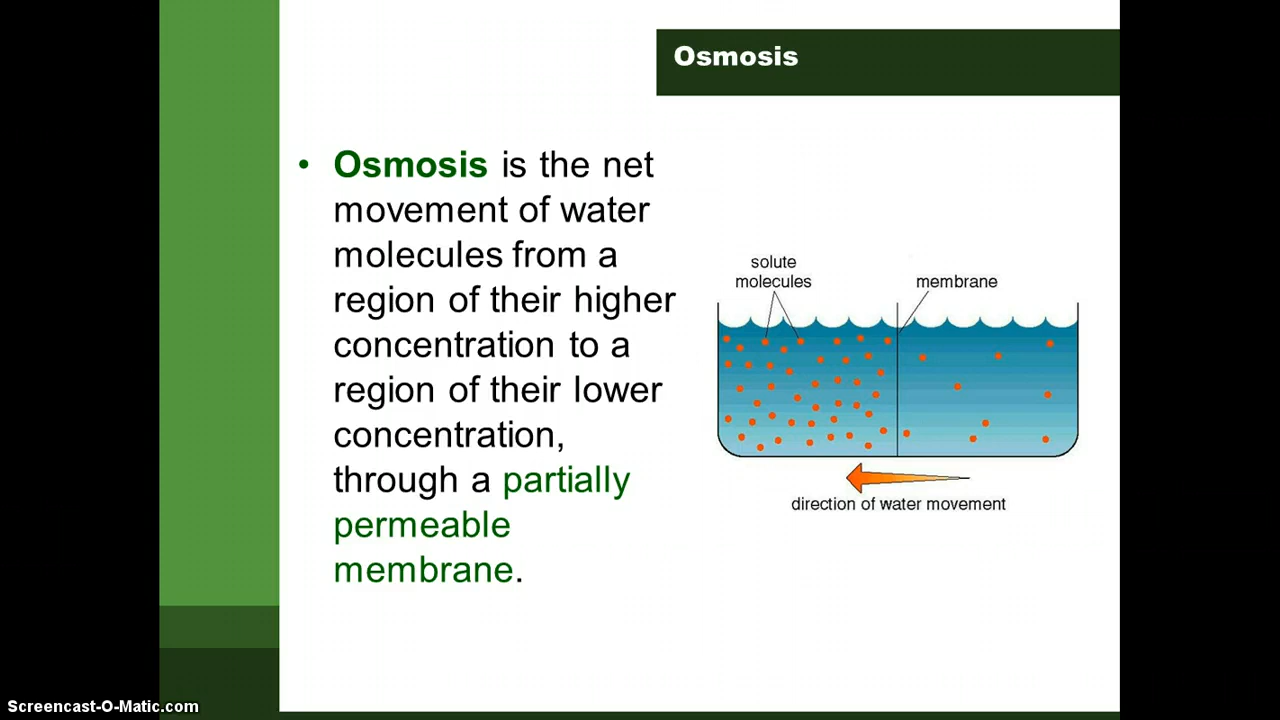 Osmosis
• Osmosis is the net
movement of water
molecules from a
region of their higher
concentration to a
region of their lower
concentration,
through a partially
permeable
membrane.
solute
molecules
membrane
direction of water movement
Screencast-O-Matic.com